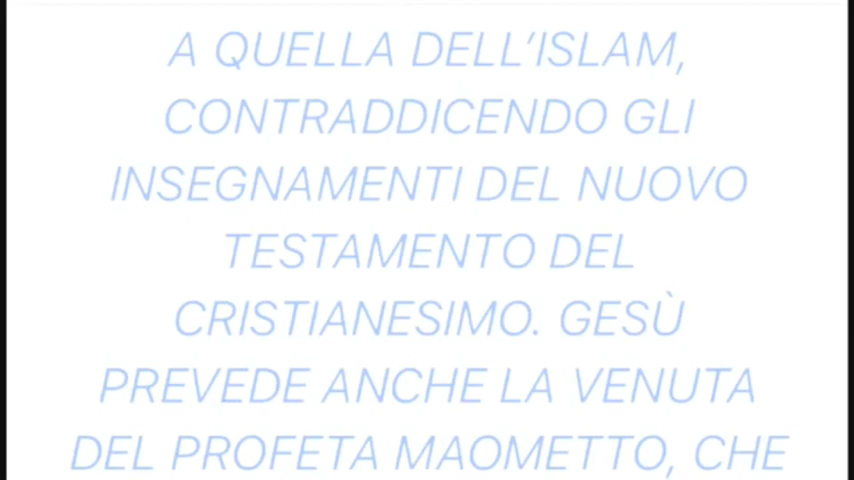 A QUELLA DELL’ISLAM,
CONTRADDICENDO GLI
INSEGNAMENTI DEL NUOVO
TESTAMENTO DEL
CRISTIANESIMO. GESÙ
PREVEDE ANCHE LA VENUTA
DEL PROFETA MAOMETTO, CHE